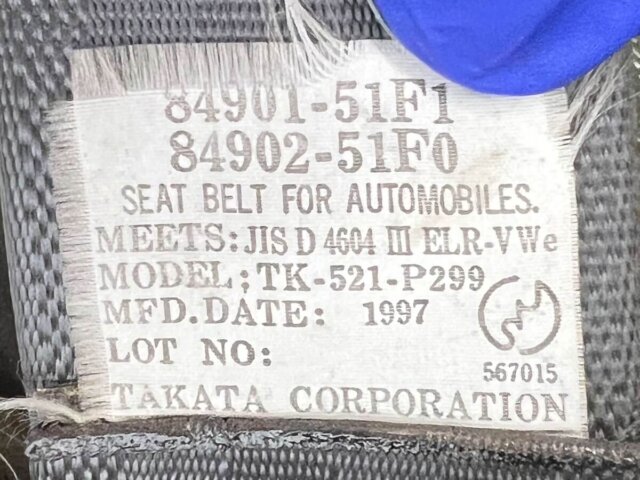 84901-51F1
84902-51F0
SEAT BELT FOR AUTOMOBILES.
MEETS: JIS D 4604 III ELR-VWe
MODEL; TK-521-P299
MFD.DATE: 1997
LOT NO:
567015
TAKATA CORPORATION